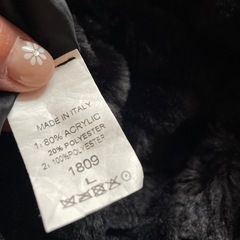 MADE IN ITALY
1: 80% ACRYLIC
20% POLYESTER
2: 100% POLYESTER
1809
L